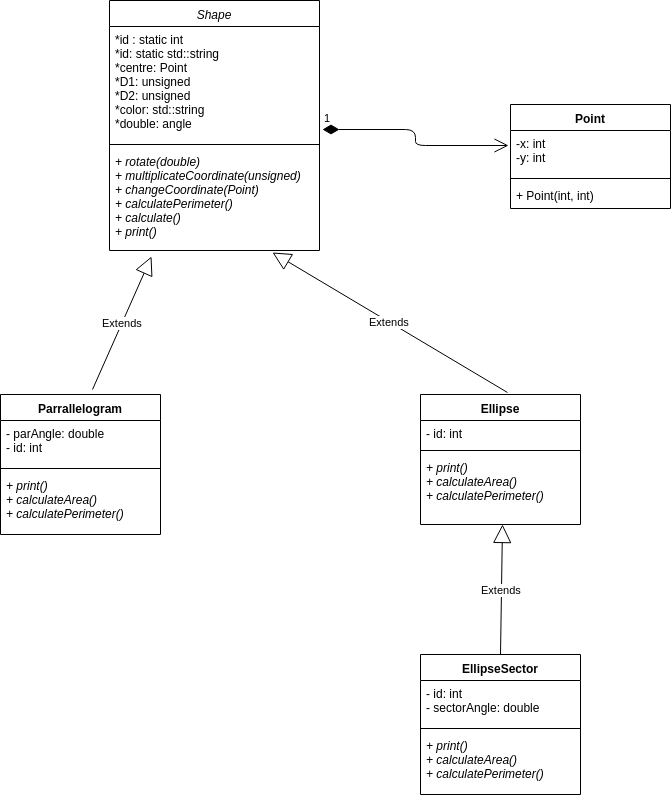 Shape
*id : static int
*id: static std::string
*centre: Point
*D1: unsigned
*D2: unsigned
*color: std::string
*double: angle
+ rotate(double)
+ multiplicateCoordinate(unsigned)
+ changeCoordinate(Point)
+ calculatePerimeter()
+ calculate()
+ print()
1
Point
-x: int
-y: int
+ Point(int, int)
Extends
Extends
Parrallelogram
- parAngle: double
- id: int
+ print()
+ calculateArea()
+ calculatePerimeter()
Ellipse
- id: int
+ print()
+ calculateArea()
+ calculatePerimeter()
Extends
EllipseSector
- id: int
- sectorAngle: double
+ print()
+ calculateArea()
+ calculatePerimeter()